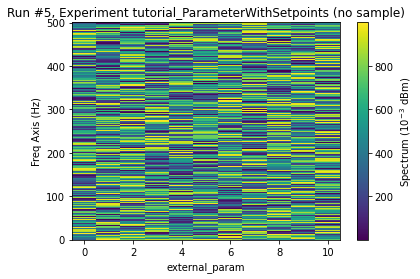 Run #5, Experiment tutorial_ParameterWithSetpoints (no sample)
500
400
300
200
100
0
Freq Axis (Hz)
0 2 4 6 8 10
external_param
800
600
400
200
Spectrum (10⁻³ dBm)